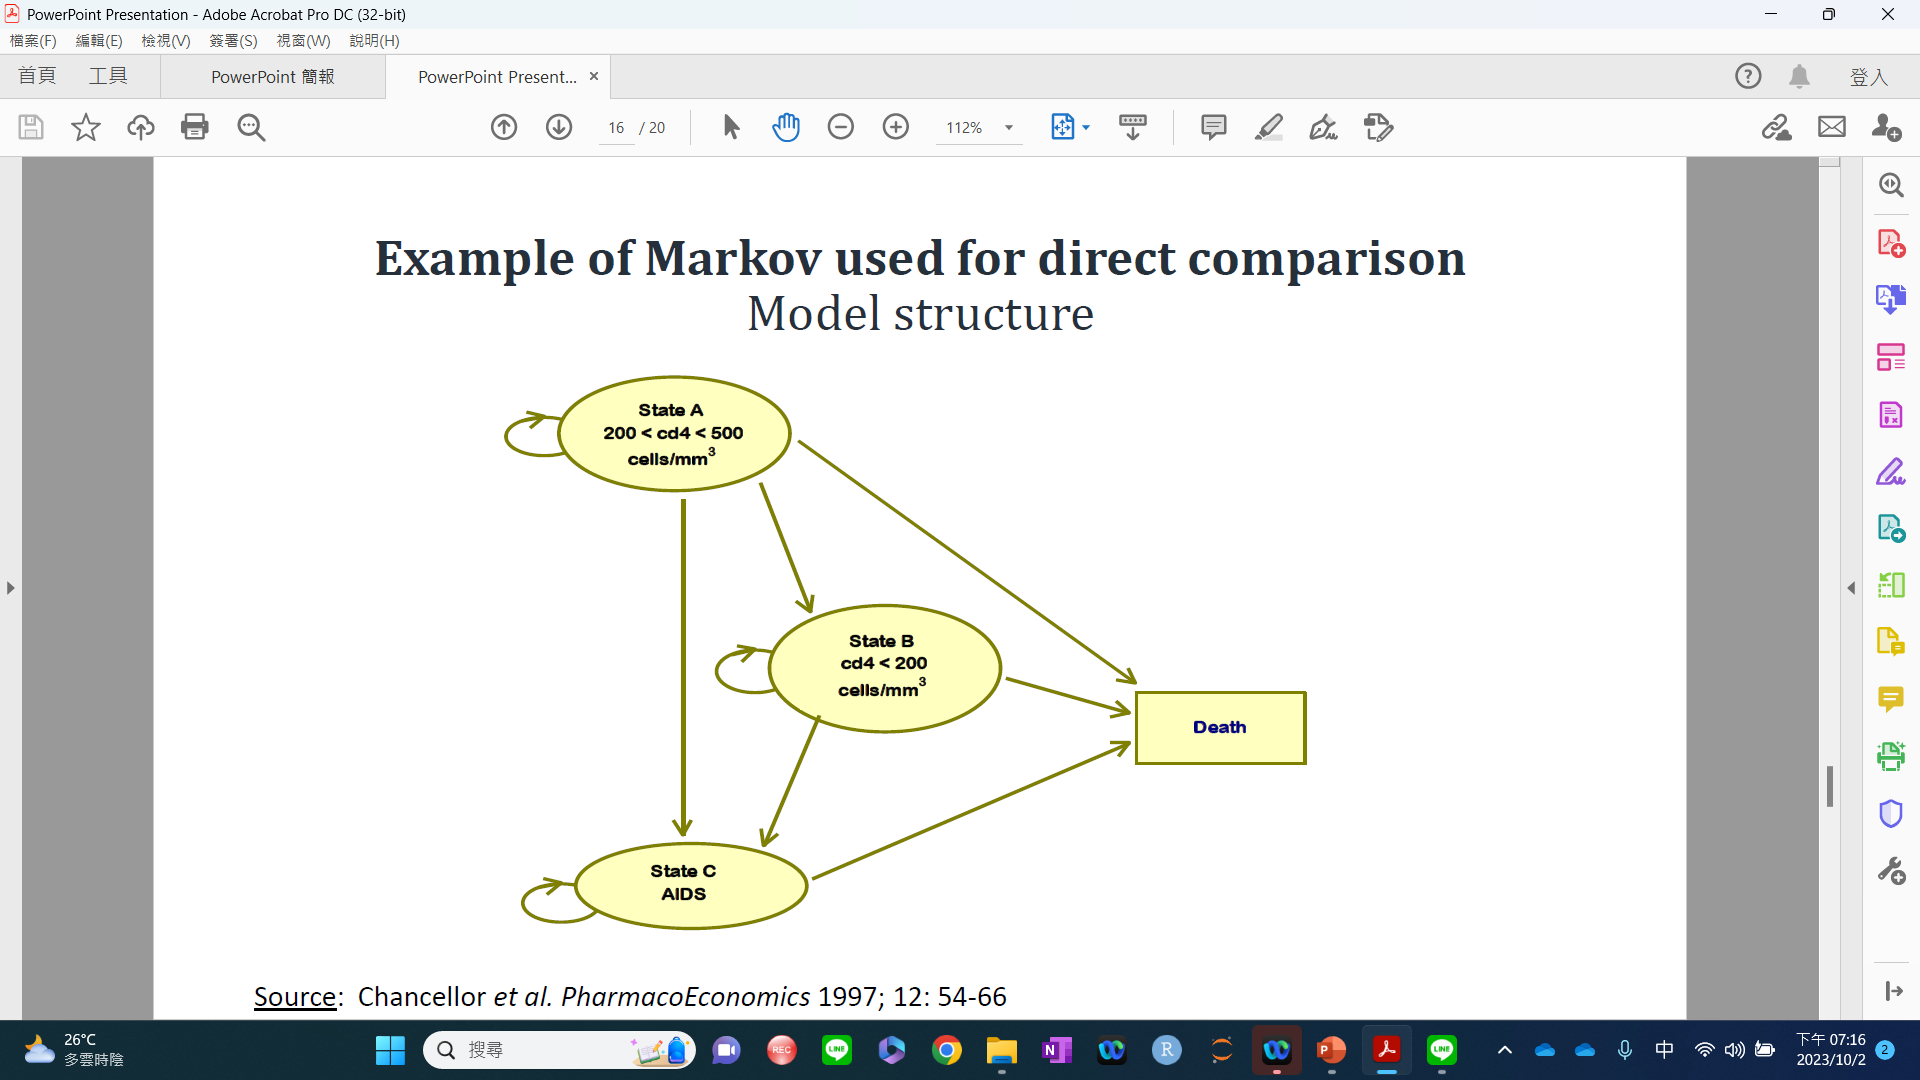 PowerPoint Presentation - Adobe Acrobat Pro DC (32-bit)
檔案(F) 編輯(E) 檢視(V) 簽署(S) 視窗(W) 說明(H)
首頁 工具 PowerPoint 簡報 PowerPoint Present... 登入
16 / 20 112%
Example of Markov used for direct comparison
Model structure
State A
200 < cd4 < 500
cells/mm³
State B
cd4 < 200
cells/mm³
Death
State C
AIDS
Source: Chancellor et al. PharmacoEconomics 1997; 12: 54-66
26°C
多雲時陰
搜尋
REC
LINE
N
R
P
LINE
中
下午 07:16
2023/10/2
2